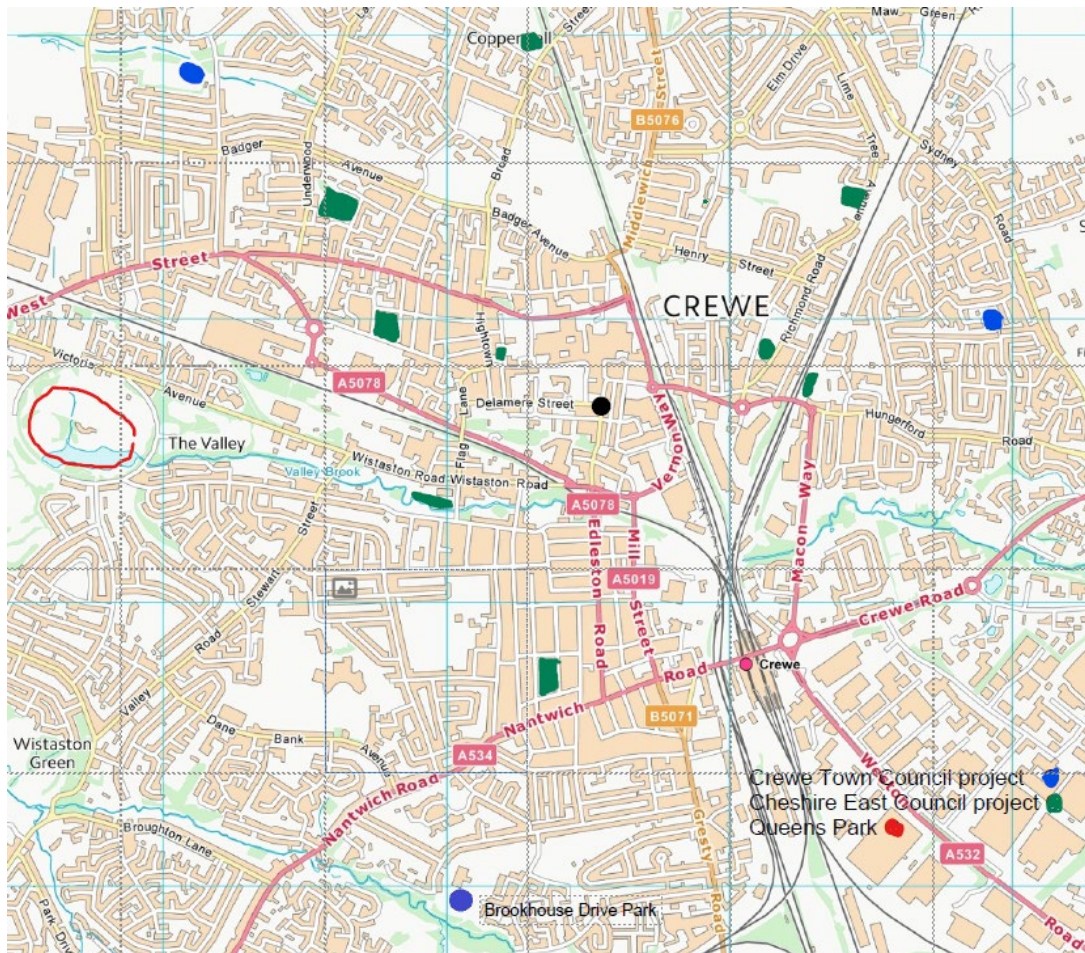 Maw Green
Street
Coppenhall
Elm Drive
B5076
Lime
Tree
Avenue
Sydney
Road
Badger
Avenue
Underwood
Broad
Middlewich Street
Badger Avenue
Henry Street
Richmond Road
West
Street
CREWE
Hightown
Victoria
Avenue
A5078
Delamere Street
Flag Lane
Vernon Way
Hungerford
Road
The Valley
Valley Brook
Wistaston Road Wistaston Road
A5078
Macon Way
Street
Stewart
Edleston Road
Mill Street
A5019
Crewe Road
Road
Valley
Crewe
Nantwich
Road
B5071
Dane
Bank
Avenue
Wistaston
Green
A534
Nantwich Road
Crewe Town Council project
Cheshire East Council project
Queens Park
Broughton Lane
Gresty Road
A532
Road
Brookhouse Drive Park